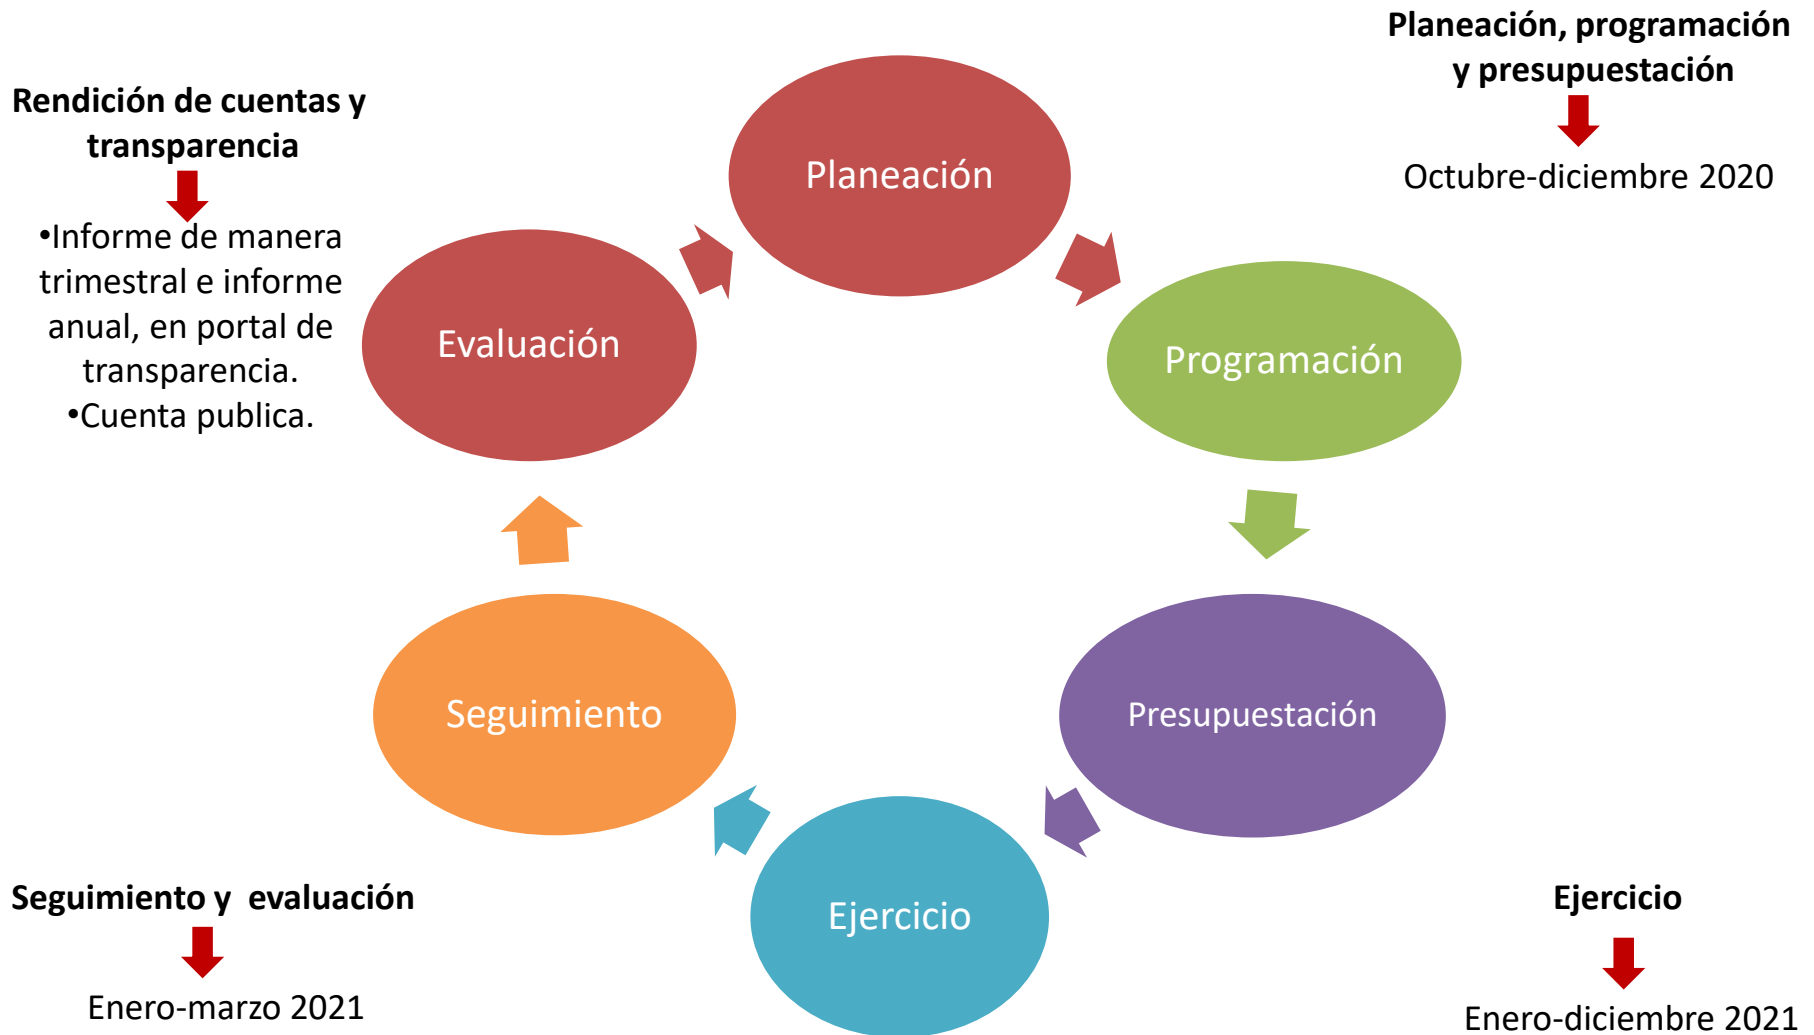 Planeación, programación
y presupuestación
Octubre-diciembre 2020
Rendición de cuentas y
transparencia
•Informe de manera
trimestral e informe
anual, en portal de
transparencia.
•Cuenta publica.
Planeación
Programación
Presupuestación
Ejercicio
Seguimiento
Evaluación
Seguimiento y  evaluación
Enero-marzo 2021
Ejercicio
Enero-diciembre 2021